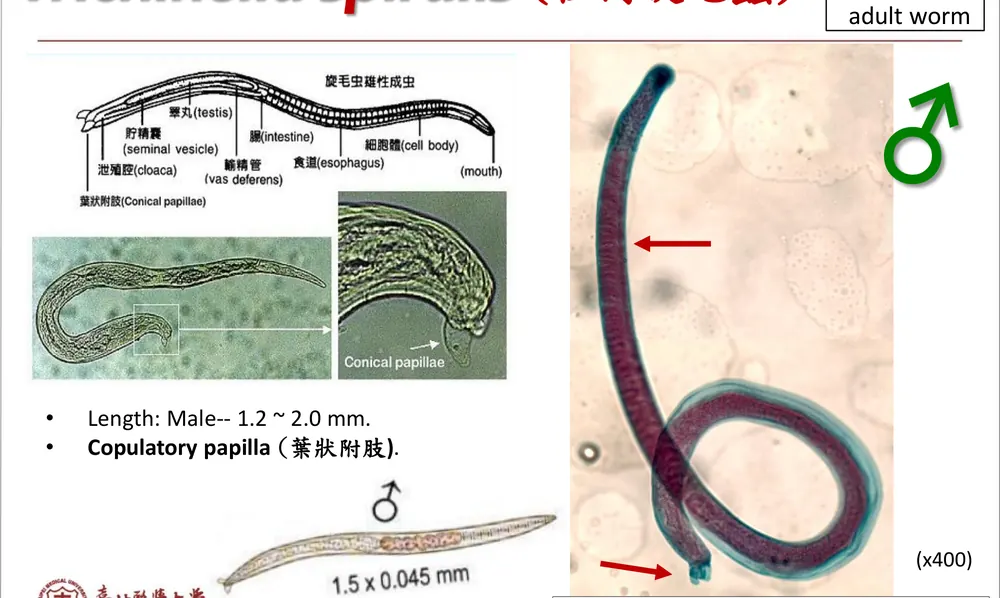 Trichinella spiralis
adult worm
旋毛虫雄性成虫
睪丸(testis)
貯精囊
(seminal vesicle)
腸(intestine)
細胞體(cell body)
泄殖腔(cloaca)
輸精管
(vas deferens)
食道(esophagus)
(mouth)
葉狀附肢(Conical papillae)
Conical papillae
• Length: Male-- 1.2 ~ 2.0 mm.
• Copulatory papilla (葉狀附肢).
♂
♂
1.5 x 0.045 mm
(x400)